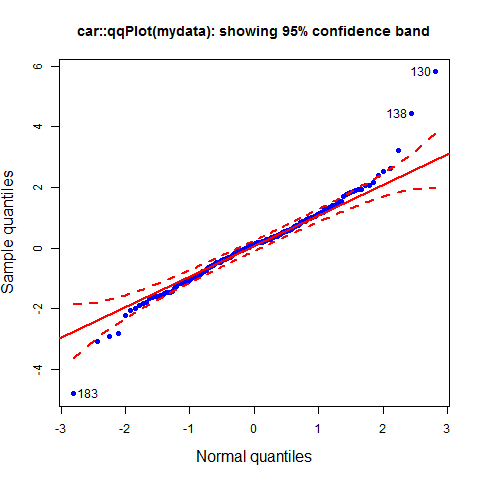 car::qqPlot(mydata): showing 95% confidence band
6
4
2
0
-2
-4
Sample quantiles
130
138
183
-3 -2 -1 0 1 2 3
Normal quantiles